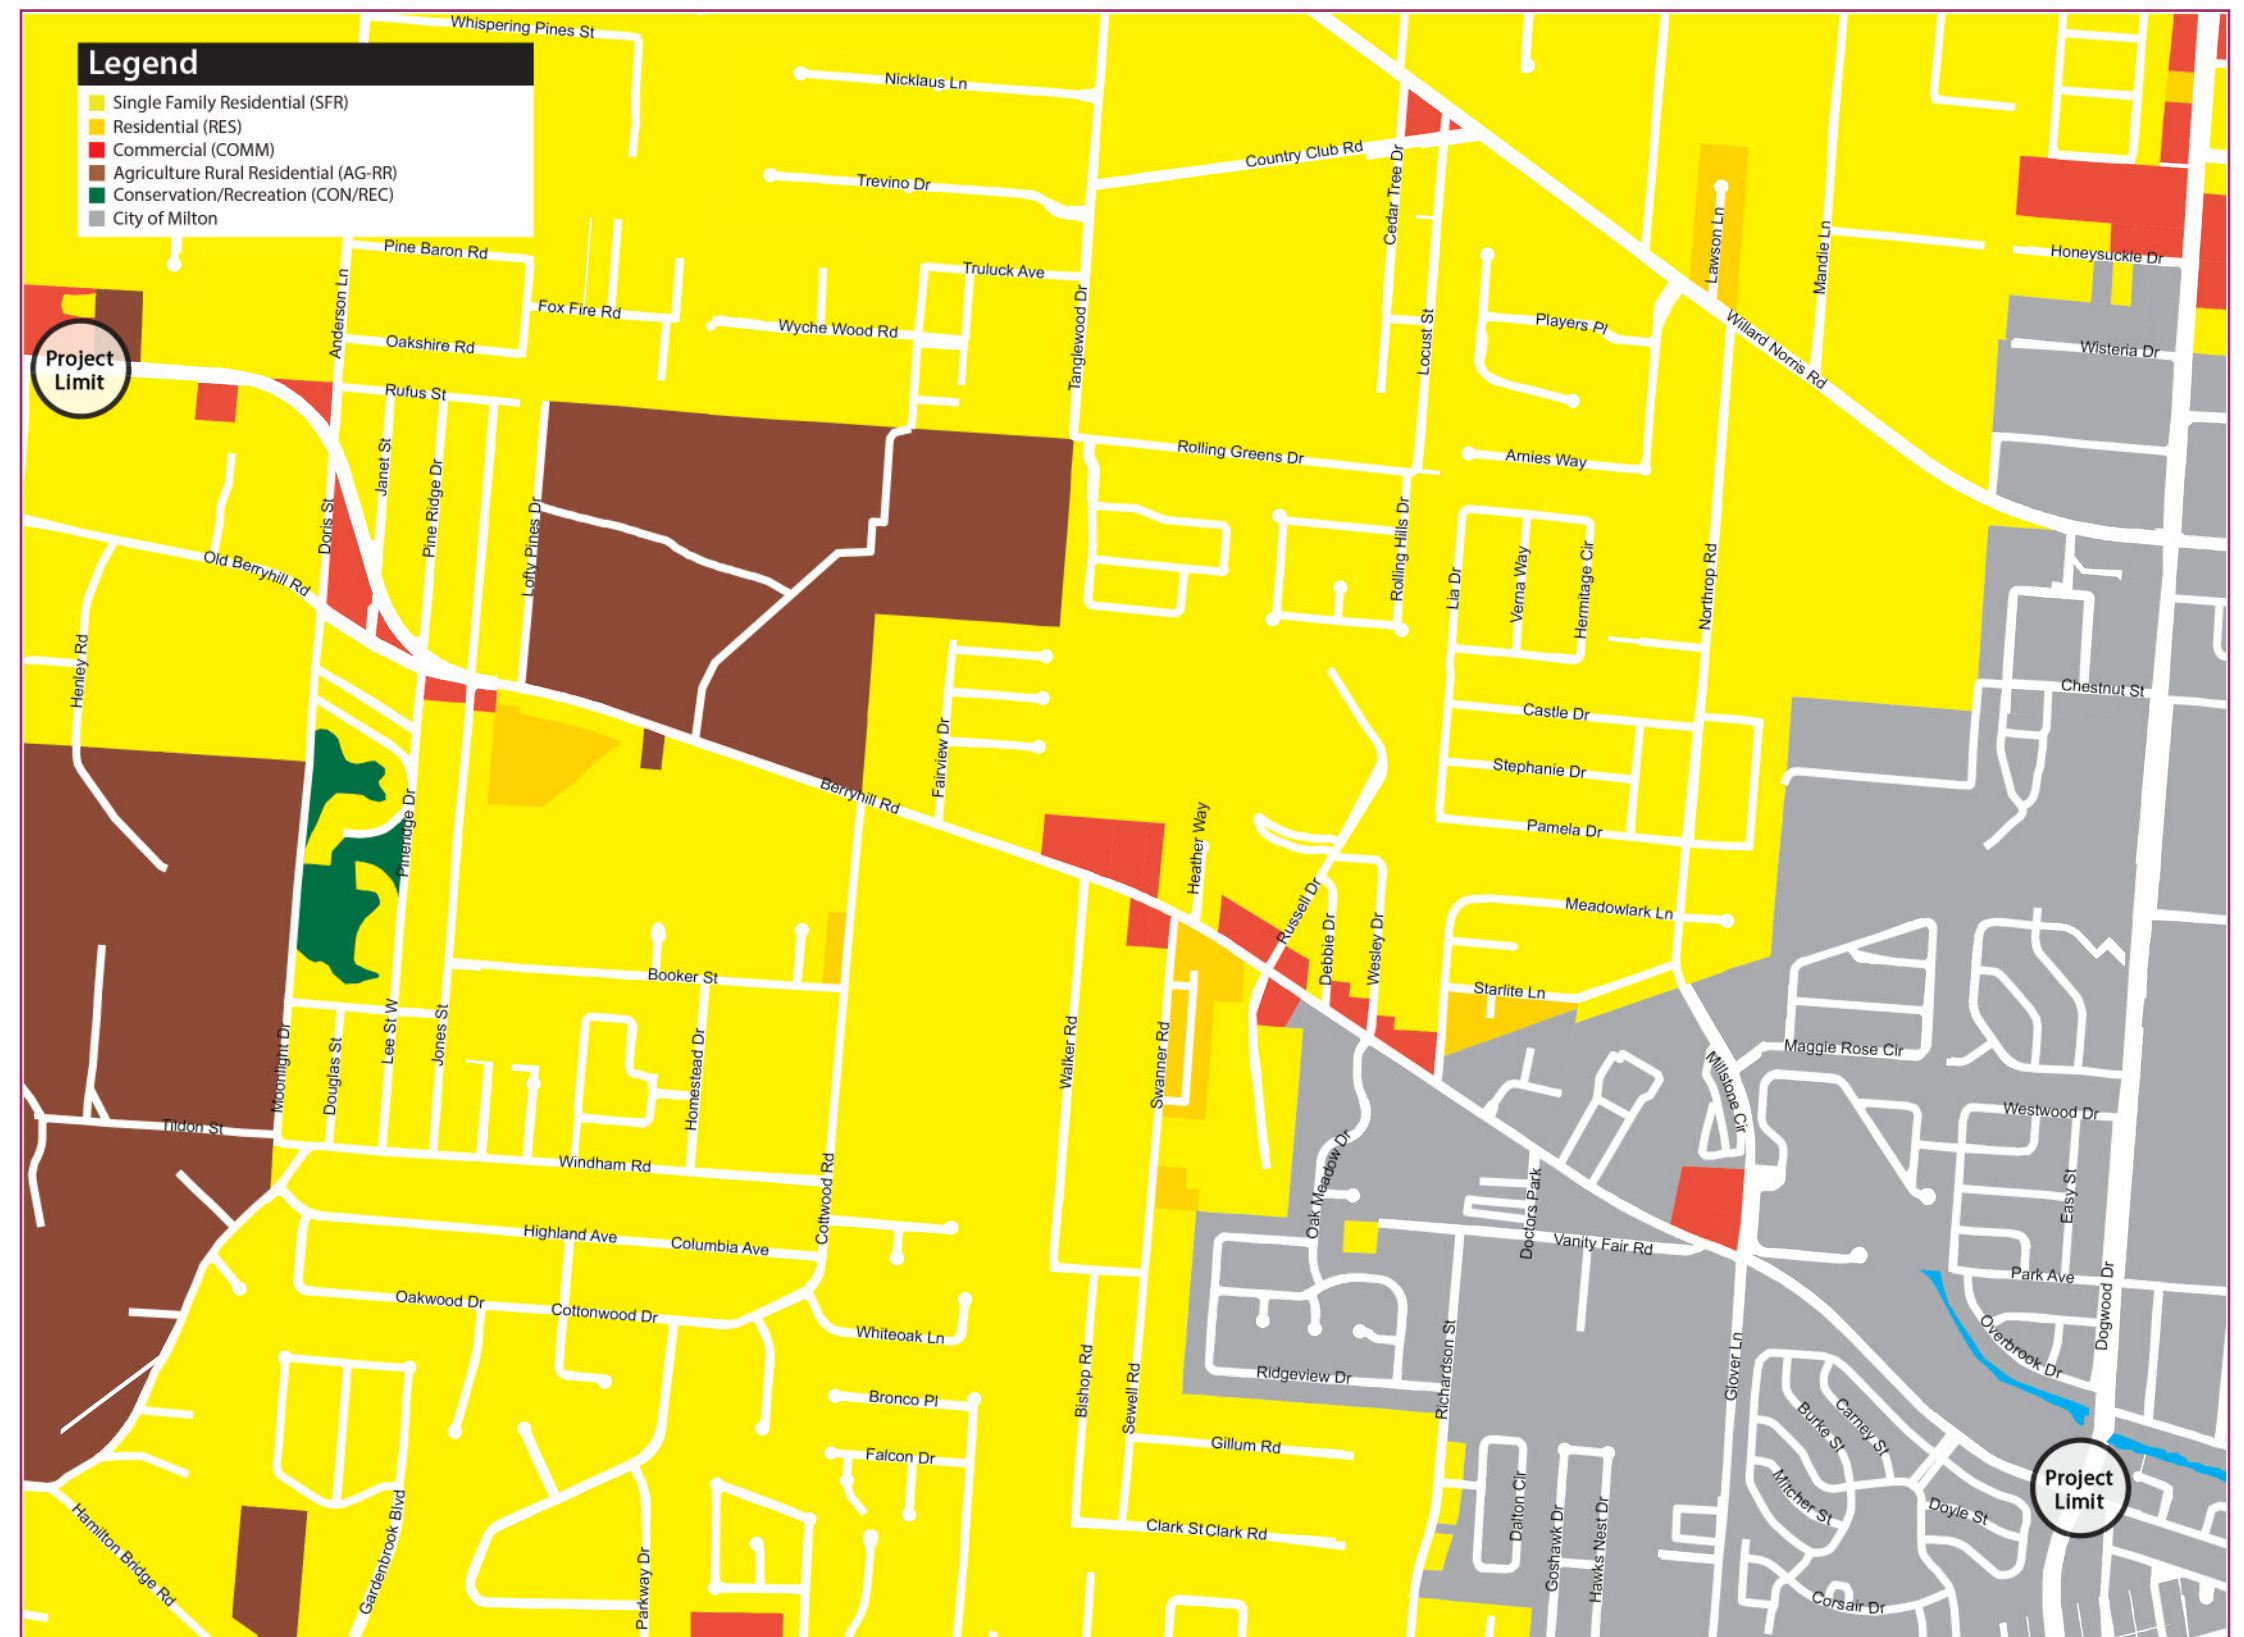 Whispering Pines St
Legend
Single Family Residential (SFR)
Residential (RES)
Commercial (COMM)
Agriculture Rural Residential (AG-RR)
Conservation/Recreation (CON/REC)
City of Milton
Nicklaus Ln
Trevino Dr
Country Club Rd
Cedar Tree Dr
Lawson Ln
Mandie Ln
Honeysuckle Dr
Pine Baron Rd
Truluck Ave
Anderson Ln
Fox Fire Rd
Wyche Wood Rd
Tanglewood Dr
Locust St
Players Pl
Willard Norris Rd
Wisteria Dr
Oakshire Rd
Project
Limit
Rufus St
Janet St
Pine Ridge Dr
Rolling Greens Dr
Arnies Way
Doris St
Lofty Pines Dr
Rolling Hills Dr
Lia Dr
Verna Way
Hermitage Cir
Northrop Rd
Old Berryhill Rd
Henley Rd
Chestnut St
Castle Dr
Stephanie Dr
Fairview Dr
Berryhill Rd
Pamela Dr
Pineridge Dr
Heather Way
Russell Dr
Debbie Dr
Wesley Dr
Meadowlark Ln
Starlite Ln
Booker St
Moonlight Dr
Douglas St
Lee St W
Jones St
Homestead Dr
Walker Rd
Swanner Rd
Maggie Rose Cir
Millstone Cir
Westwood Dr
Tildon St
Windham Rd
Cottwood Rd
Oak Meadow Dr
Doctors Park
Easy St
Highland Ave
Columbia Ave
Vanity Fair Rd
Park Ave
Dogwood Dr
Oakwood Dr
Cottonwood Dr
Whiteoak Ln
Overbrook Dr
Bishop Rd
Sewell Rd
Ridgeview Dr
Richardson St
Glover Ln
Bronco Pl
Burke St
Carney St
Gillum Rd
Falcon Dr
Mitcher St
Doyle St
Project
Limit
Hamilton Bridge Rd
Gardenbrook Blvd
Parkway Dr
Clark St Clark Rd
Dalton Cir
Goshawk Dr
Hawks Nest Dr
Corsair Dr